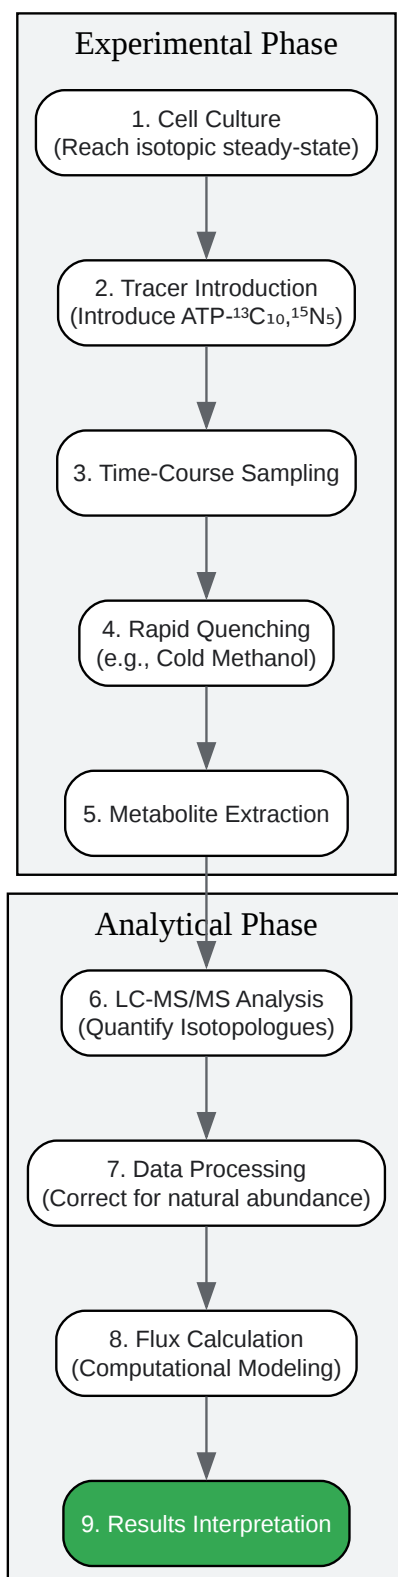 Experimental Phase
1. Cell Culture
(Reach isotopic steady-state)
2. Tracer Introduction
(Introduce ATP-¹³C₁₀,¹⁵N₅)
3. Time-Course Sampling
4. Rapid Quenching
(e.g., Cold Methanol)
5. Metabolite Extraction
Analytical Phase
6. LC-MS/MS Analysis
(Quantify Isotopologues)
7. Data Processing
(Correct for natural abundance)
8. Flux Calculation
(Computational Modeling)
9. Results Interpretation